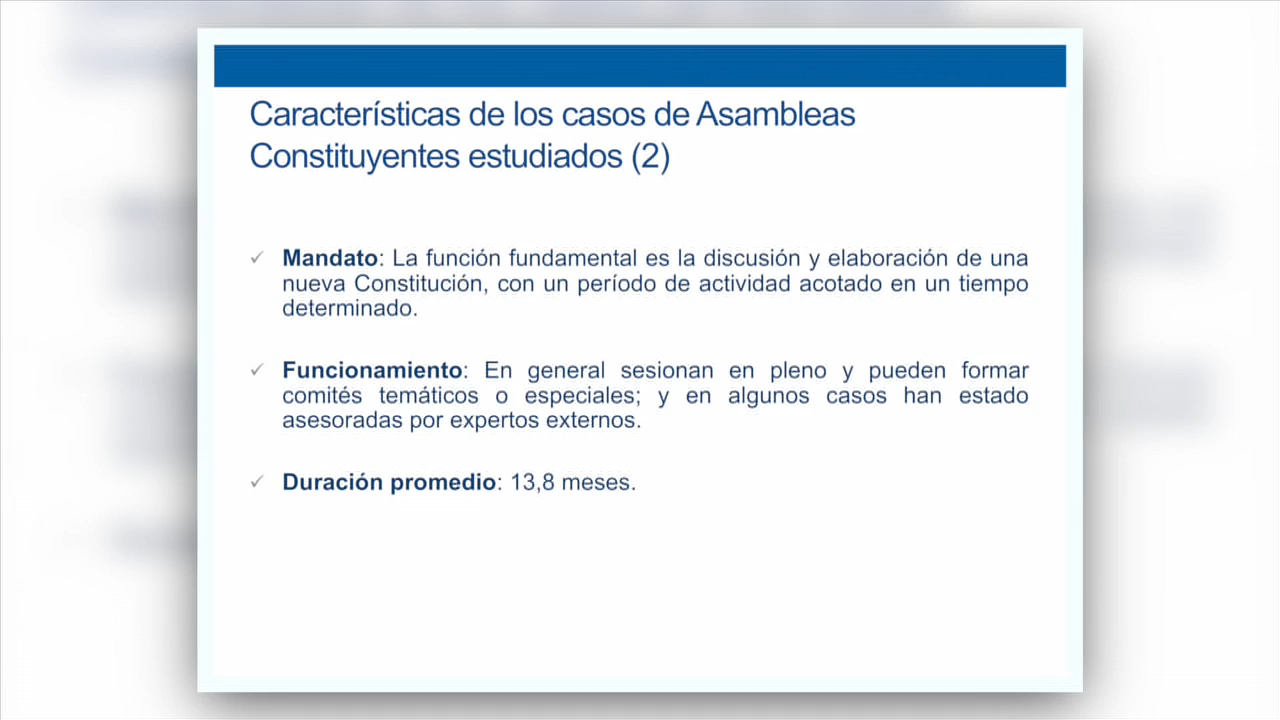 Características de los casos de Asambleas
Constituyentes estudiados (2)
✓ Mandato: La función fundamental es la discusión y elaboración de una
nueva Constitución, con un período de actividad acotado en un tiempo
determinado.
✓ Funcionamiento: En general sesionan en pleno y pueden formar
comités temáticos o especiales; y en algunos casos han estado
asesoradas por expertos externos.
✓ Duración promedio: 13,8 meses.